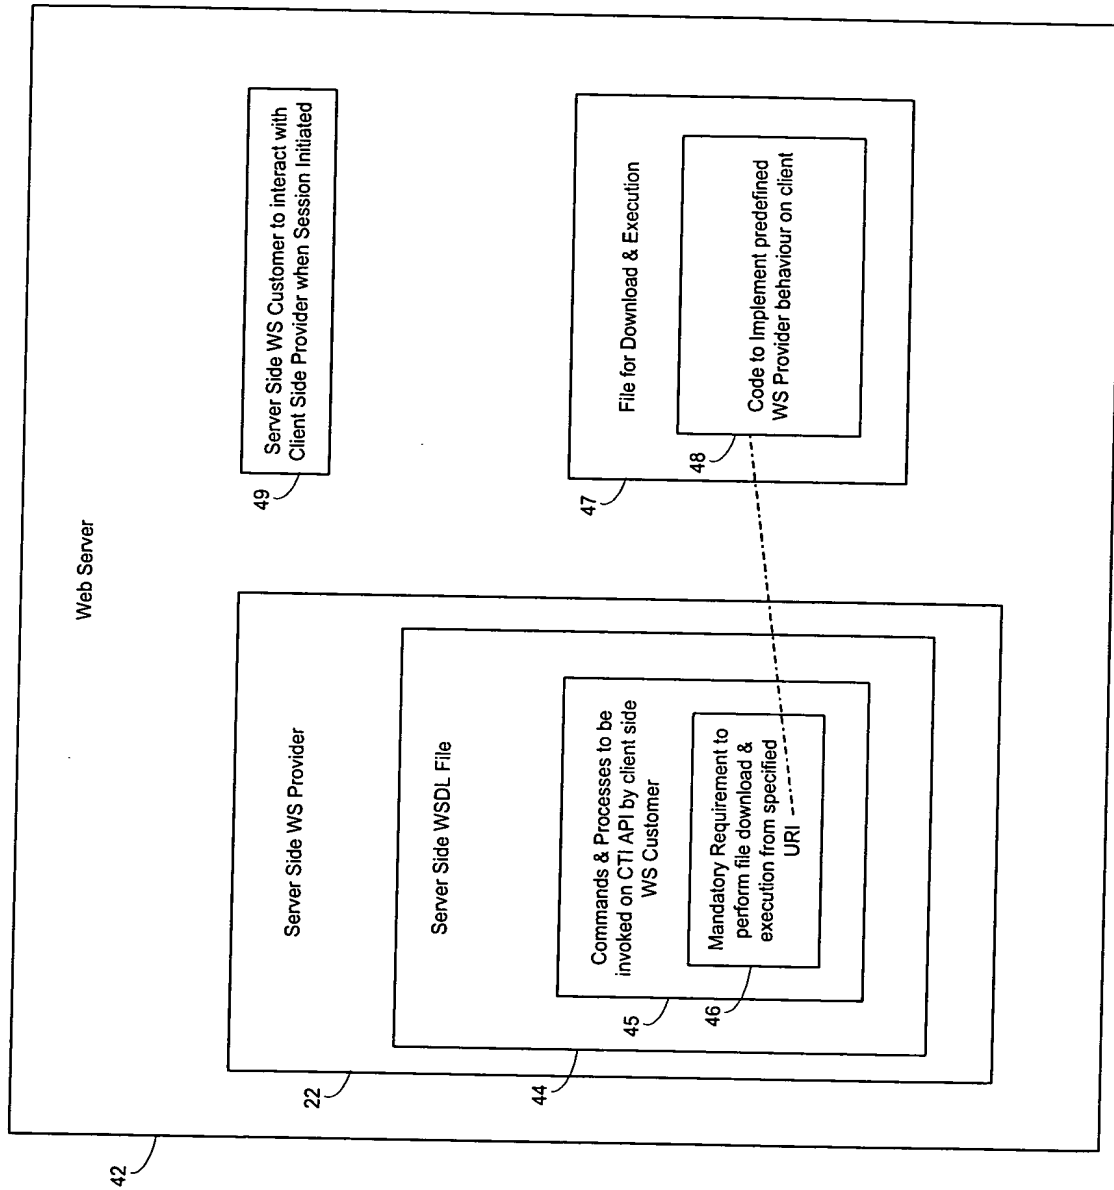 Web Server
42
Server Side WS Provider
22
Server Side WSDL File
44
Commands & Processes to be
invoked on CTI API by client side
WS Customer
45
Mandatory Requirement to
perform file download &
execution from specified
URI
46
Server Side WS Customer to interact with
Client Side Provider when Session Initiated
49
File for Download & Execution
47
Code to Implement predefined
WS Provider behaviour on client
48